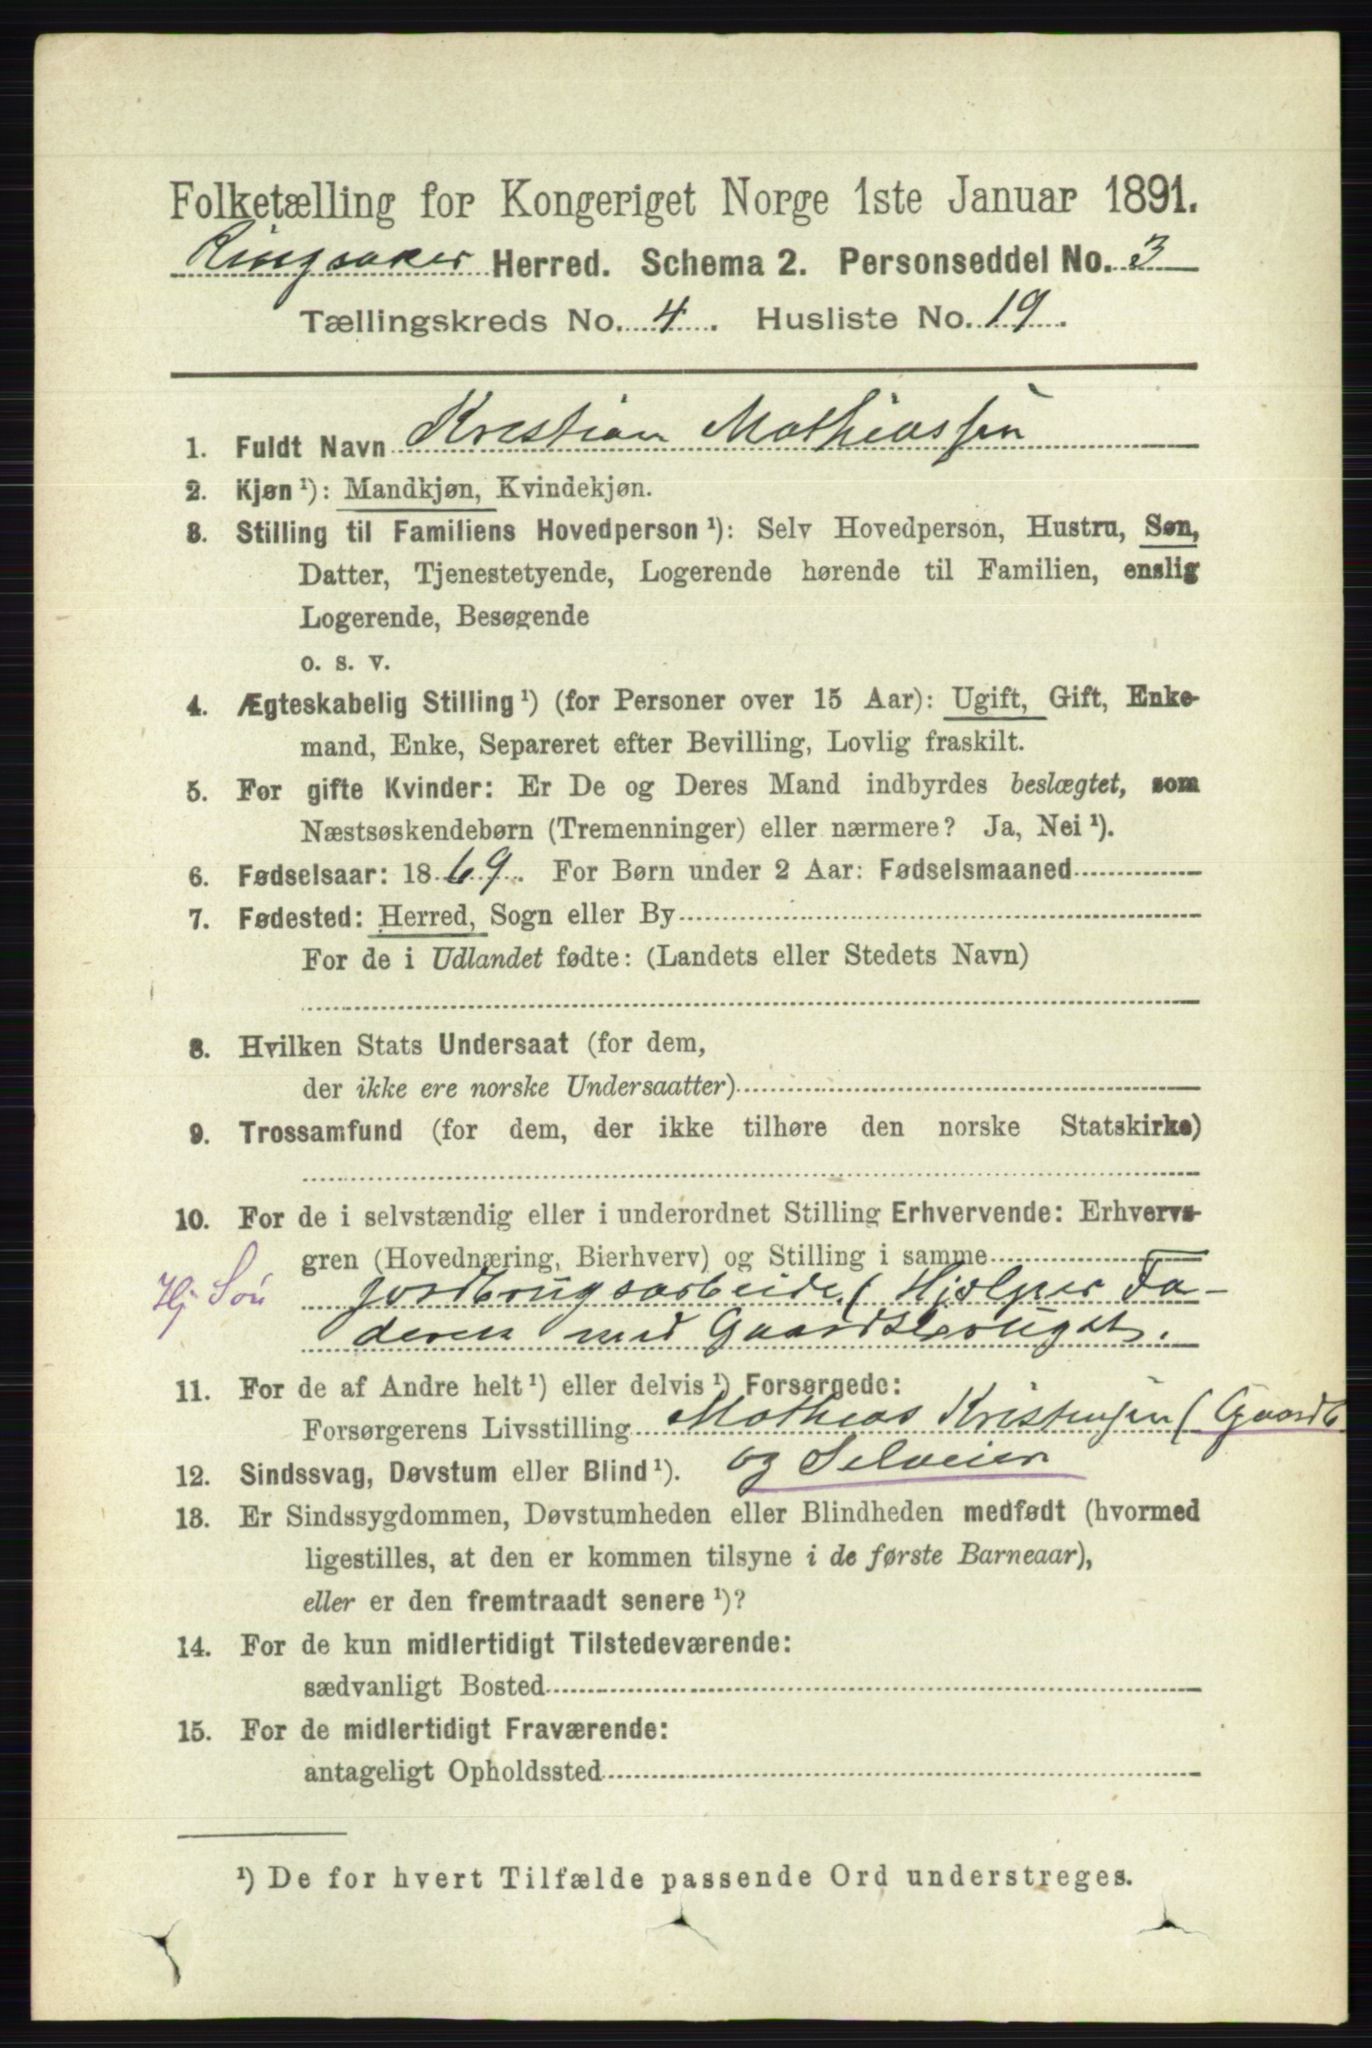 Folketælling for Kongeriget Norge 1ste Januar 1891.
Ringsaker Herred. Schema 2. Personseddel No. 3
Tællingskreds No. 4. Husliste No. 19.
1. Fuldt Navn Kristian Mathiassen
2. Kjøn ¹): Mandkjøn, Kvindekjøn.
3. Stilling til Familiens Hovedperson ¹): Selv Hovedperson, Hustru, Søn,
Datter, Tjenestetyende, Logerende hørende til Familien, enslig
Logerende, Besøgende
o. s. v.
4. Ægteskabelig Stilling ¹) (for Personer over 15 Aar): Ugift, Gift, Enke-
mand, Enke, Separeret efter Bevilling, Lovlig fraskilt.
5. For gifte Kvinder: Er De og Deres Mand indbyrdes beslægtet, som
Næstsøskendebørn (Tremenninger) eller nærmere? Ja, Nei ¹).
6. Fødselsaar: 1869. For Børn under 2 Aar: Fødselsmaaned
7. Fødested: Herred, Sogn eller By
For de i Udlandet fødte: (Landets eller Stedets Navn)
8. Hvilken Stats Undersaat (for dem,
der ikke ere norske Undersaatter)
9. Trossamfund (for dem, der ikke tilhøre den norske Statskirke)
10. For de i selvstændig eller i underordnet Stilling Erhvervende: Erhvervs-
gren (Hovednæring, Bierhverv) og Stilling i samme
Hj Søn jordbrugsarbeide, (Hjelper Fa-
deren med Gaardsbruget.
11. For de af Andre helt ¹) eller delvis ¹) Forsørgede:
Forsørgerens Livsstilling Mathias Kristensen (Gaardb
12. Sindssvag, Døvstum eller Blind ¹). og Selveier
13. Er Sindssygdommen, Døvstumheden eller Blindheden medfødt (hvormed
ligestilles, at den er kommen tilsyne i de første Barneaar),
eller er den fremtraadt senere ¹)?
14. For de kun midlertidigt Tilstedeværende:
sædvanligt Bosted
15. For de midlertidigt Fraværende:
antageligt Opholdssted
¹) De for hvert Tilfælde passende Ord understreges.